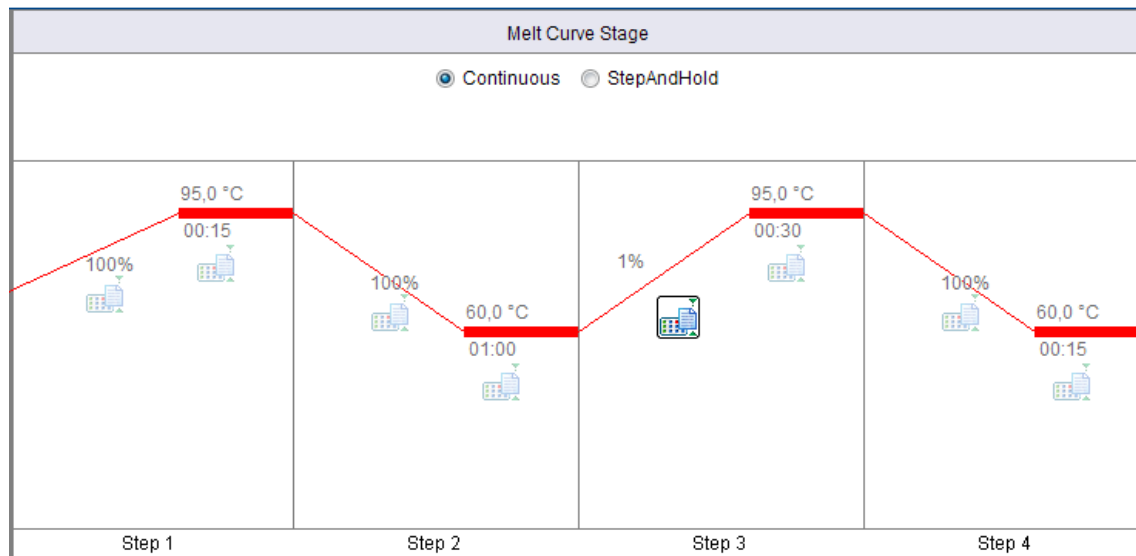 Melt Curve Stage
Continuous StepAndHold
95,0 °C
00:15
100%
100%
60,0 °C
01:00
1%
95,0 °C
00:30
100%
60,0 °C
00:15
Step 1 Step 2 Step 3 Step 4